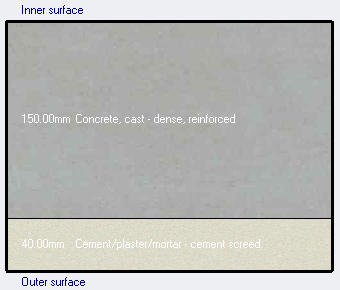 Inner surface
150.00mm Concrete, cast - dense, reinforced
40.00mm Cement/plaster/mortar - cement screed
Outer surface